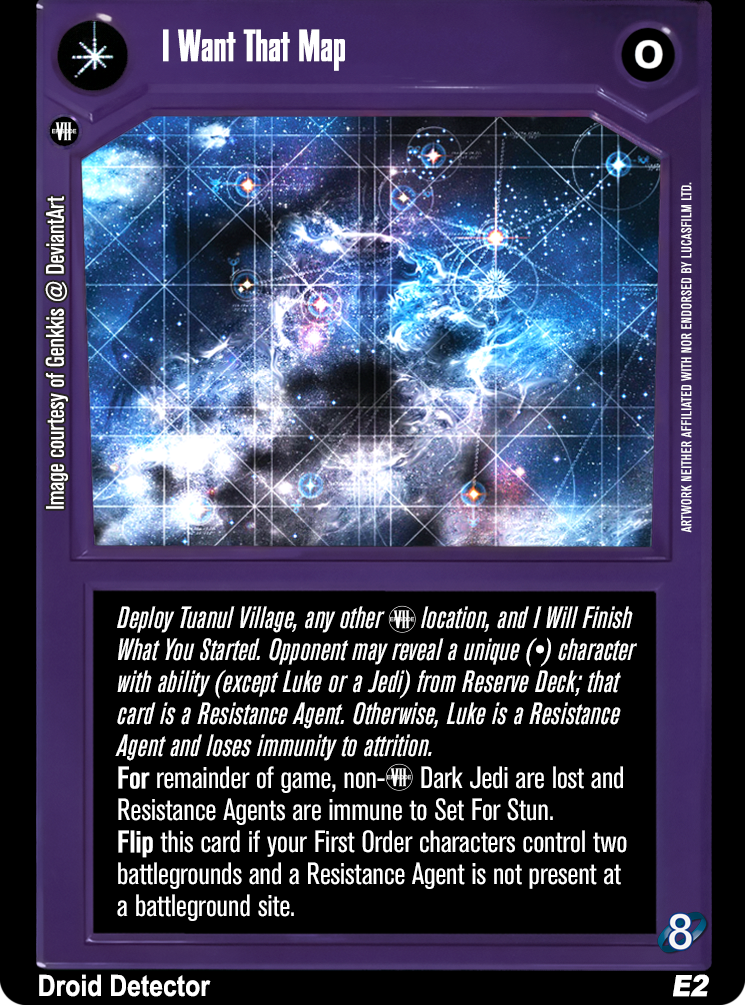 I Want That Map
O
EPISODE VII
Image courtesy of Genkkis @ DeviantArt
ARTWORK NEITHER AFFILIATED WITH NOR ENDORSED BY LUCASFILM LTD.
Deploy Tuanul Village, any other EPISODE VII location, and I Will Finish
What You Started. Opponent may reveal a unique (•) character
with ability (except Luke or a Jedi) from Reserve Deck; that
card is a Resistance Agent. Otherwise, Luke is a Resistance
Agent and loses immunity to attrition.
For remainder of game, non-EPISODE VII Dark Jedi are lost and
Resistance Agents are immune to Set For Stun.
Flip this card if your First Order characters control two
battlegrounds and a Resistance Agent is not present at
a battleground site.
8
Droid Detector
E2